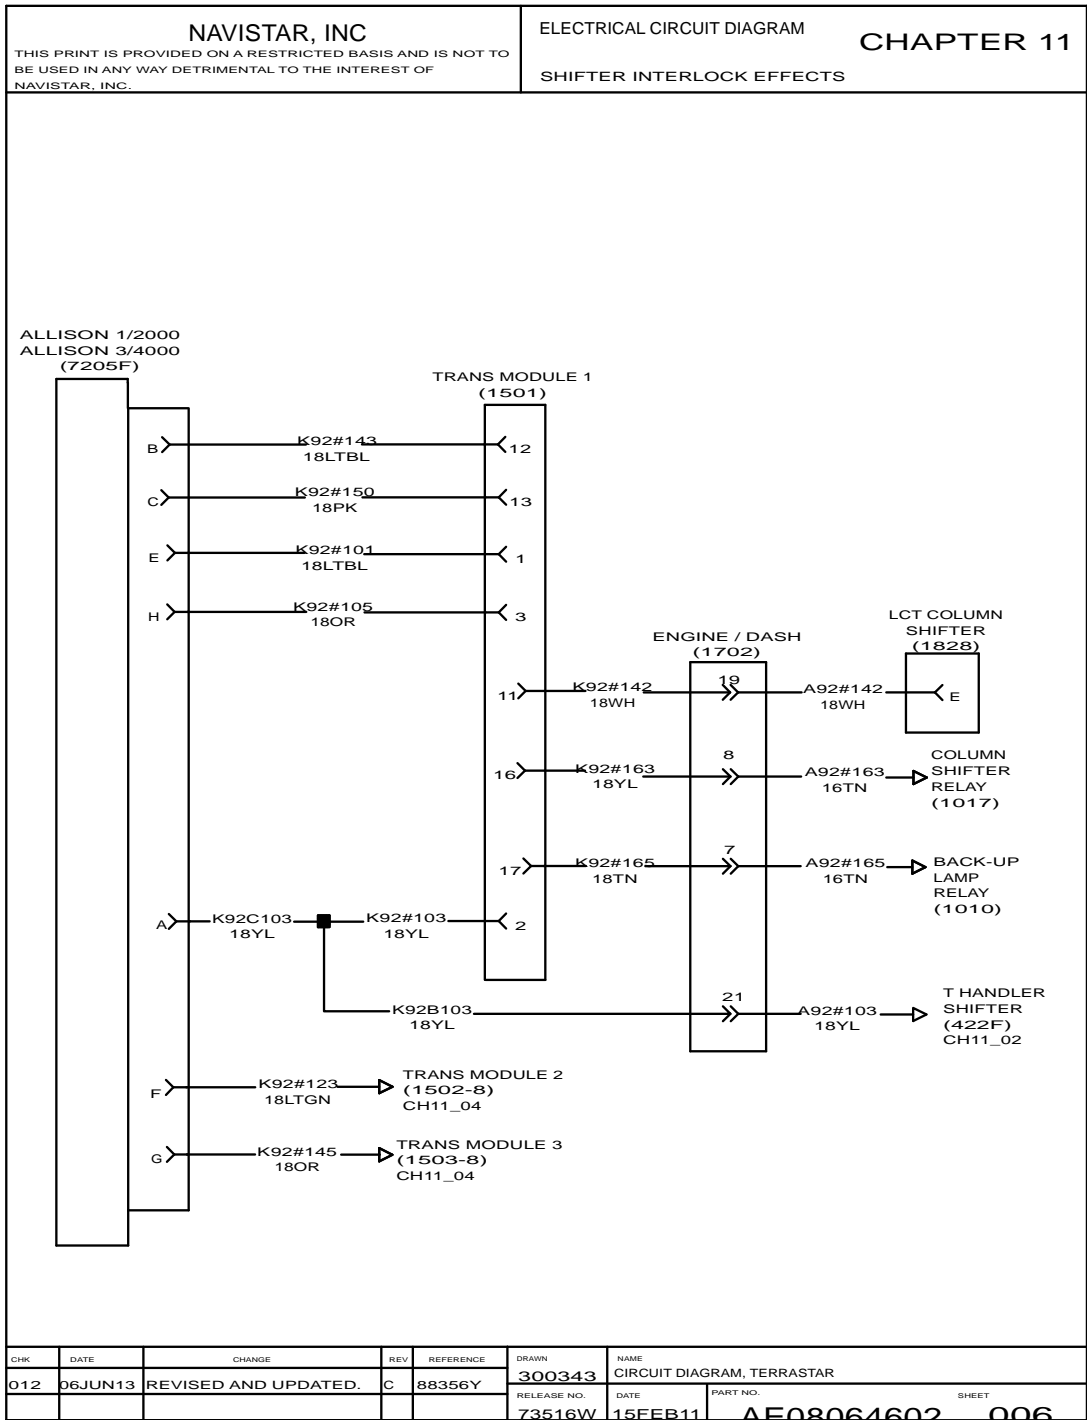 NAVISTAR, INC
THIS PRINT IS PROVIDED ON A RESTRICTED BASIS AND IS NOT TO
BE USED IN ANY WAY DETRIMENTAL TO THE INTEREST OF
NAVISTAR, INC.
ELECTRICAL CIRCUIT DIAGRAM
CHAPTER 11
SHIFTER INTERLOCK EFFECTS
ALLISON 1/2000
ALLISON 3/4000
(7205F)
TRANS MODULE 1
(1501)
B
K92#143
18LTBL
12
C
K92#150
18PK
13
E
K92#101
18LTBL
1
H
K92#105
18OR
3
ENGINE / DASH
(1702)
LCT COLUMN
SHIFTER
(1828)
11
K92#142
18WH
19
A92#142
18WH
E
16
K92#163
18YL
8
A92#163
16TN
COLUMN
SHIFTER
RELAY
(1017)
17
K92#165
18TN
7
A92#165
16TN
BACK-UP
LAMP
RELAY
(1010)
A
K92C103
18YL
K92#103
18YL
2
K92B103
18YL
21
A92#103
18YL
T HANDLER
SHIFTER
(422F)
CH11_02
F
K92#123
18LTGN
TRANS MODULE 2
(1502-8)
CH11_04
G
K92#145
18OR
TRANS MODULE 3
(1503-8)
CH11_04
CHK DATE CHANGE REV REFERENCE DRAWN NAME
012 06JUN13 REVISED AND UPDATED. C 88356Y 300343 CIRCUIT DIAGRAM, TERRASTAR
RELEASE NO. DATE PART NO. SHEET
73516W 15FEB11 AE08064602 006